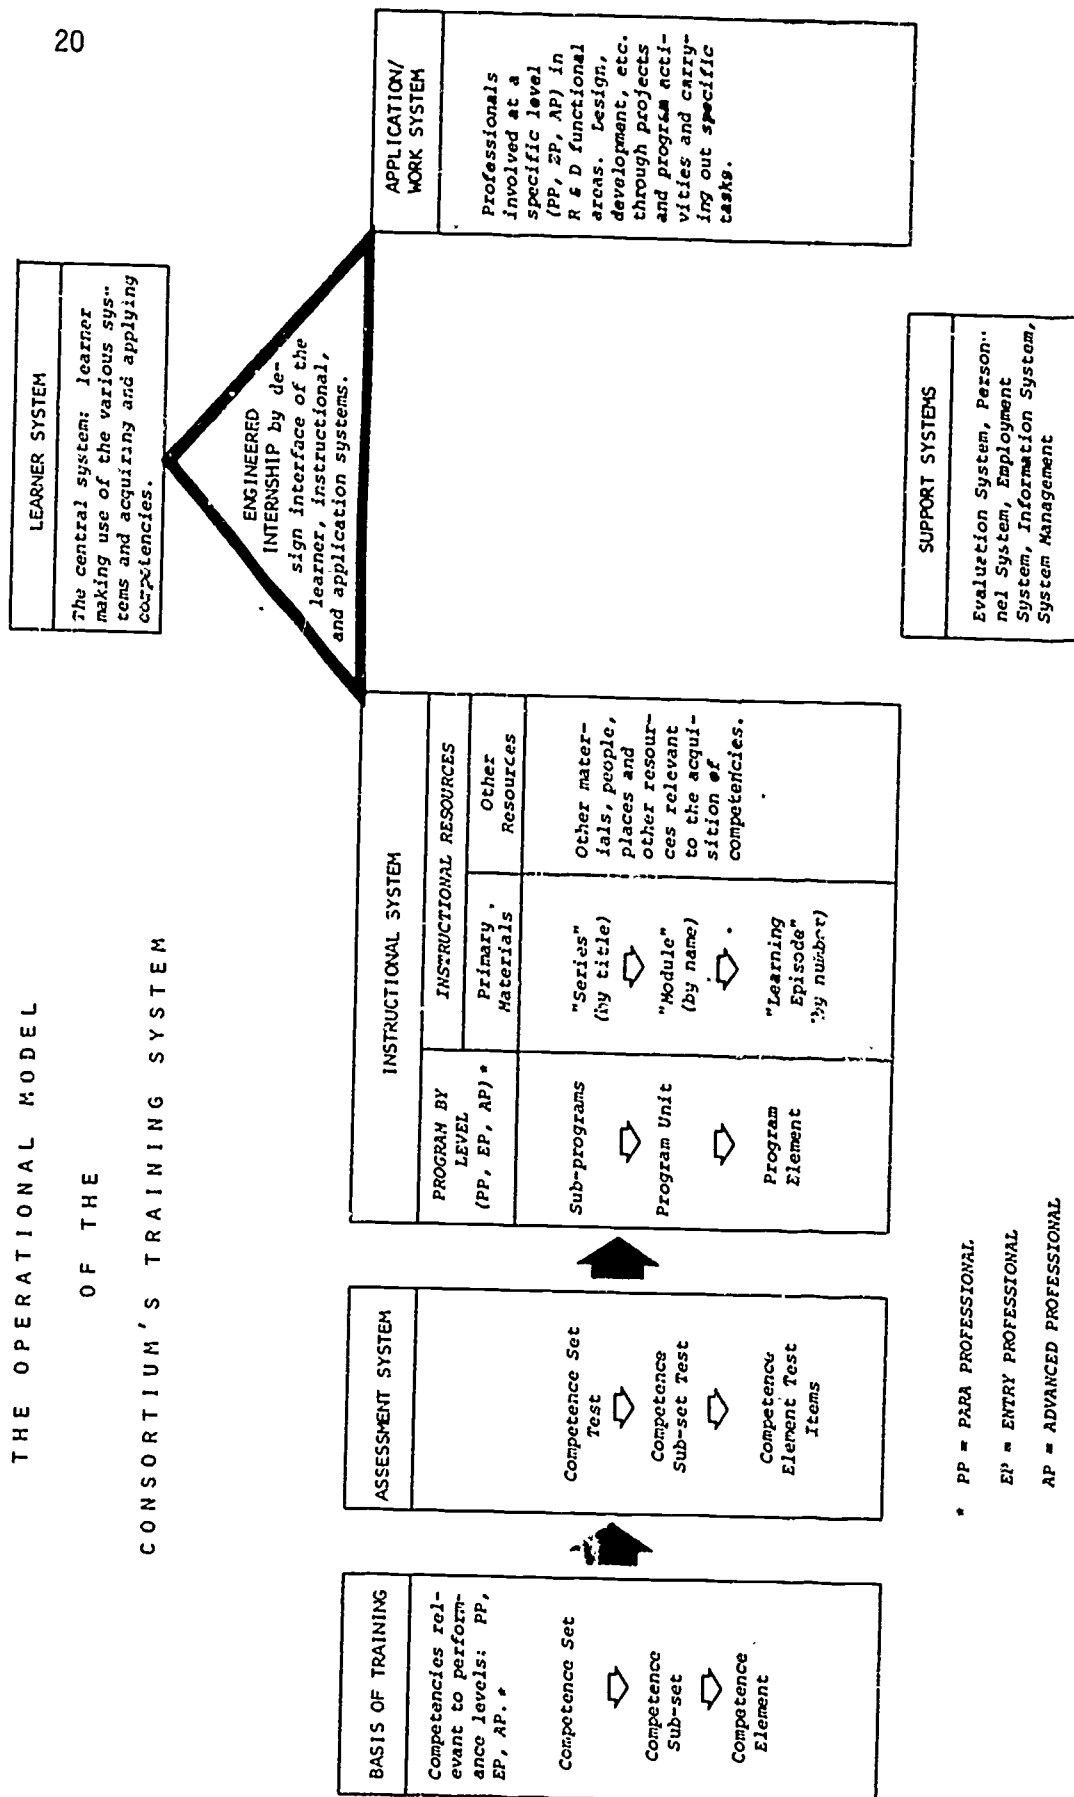 20
THE OPERATIONAL MODEL
OF THE
CONSORTIUM'S TRAINING SYSTEM
LEARNER SYSTEM
The central system: learner
making use of the various sys-
tems and acquiring and applying
competencies.
ENGINEERED
INTERNSHIP by de-
sign interface of the
learner, instructional,
and application systems.
BASIS OF TRAINING
Competencies rel-
evant to perform-
ance levels: PP,
EP, AP.*
Competence Set
Competence
Sub-set
Competence
Element
ASSESSMENT SYSTEM
Competence Set
Test
Competence
Sub-set Test
Competence
Element Test
Items
INSTRUCTIONAL SYSTEM
PROGRAM BY
LEVEL
(PP, EP, AP)*
Sub-programs
Program Unit
Program
Element
INSTRUCTIONAL RESOURCES
Primary
Materials
"Series"
(by title)
"Module"
(by name)
"Learning
Episode"
(by number)
Other
Resources
Other mater-
ials, people,
places and
other resour-
ces relevant
to the acqui-
sition of
competencies.
APPLICATION/
WORK SYSTEM
Professionals
involved at a
specific level
(PP, EP, AP) in
R & D functional
areas. Design,
development, etc.
through projects
and program acti-
vities and carry-
ing out specific
tasks.
SUPPORT SYSTEMS
Evaluation System, Person-
nel System, Employment
System, Information System,
System Management
* PP = PARA PROFESSIONAL
EP = ENTRY PROFESSIONAL
AP = ADVANCED PROFESSIONAL